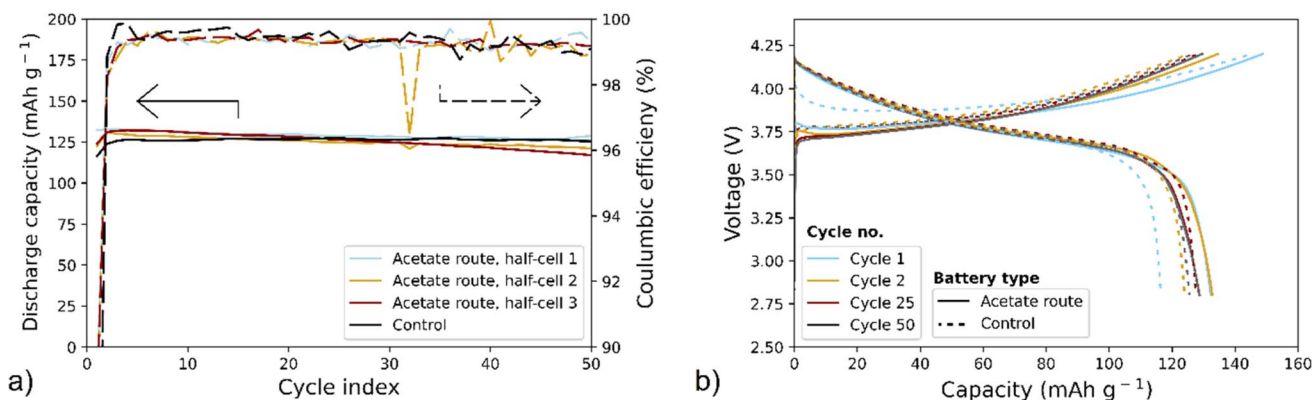 200
175
150
125
100
75
50
25
0
Discharge capacity (mAh g⁻¹)
100
98
96
94
92
90
Coulumbic efficieny (%)
Acetate route, half-cell 1
Acetate route, half-cell 2
Acetate route, half-cell 3
Control
0 10 20 30 40 50
Cycle index
a)
4.25
4.00
3.75
3.50
3.25
3.00
2.75
2.50
Voltage (V)
Cycle no.
Cycle 1
Cycle 2
Cycle 25
Cycle 50
Battery type
Acetate route
Control
0 20 40 60 80 100 120 140 160
Capacity (mAh g⁻¹)
b)